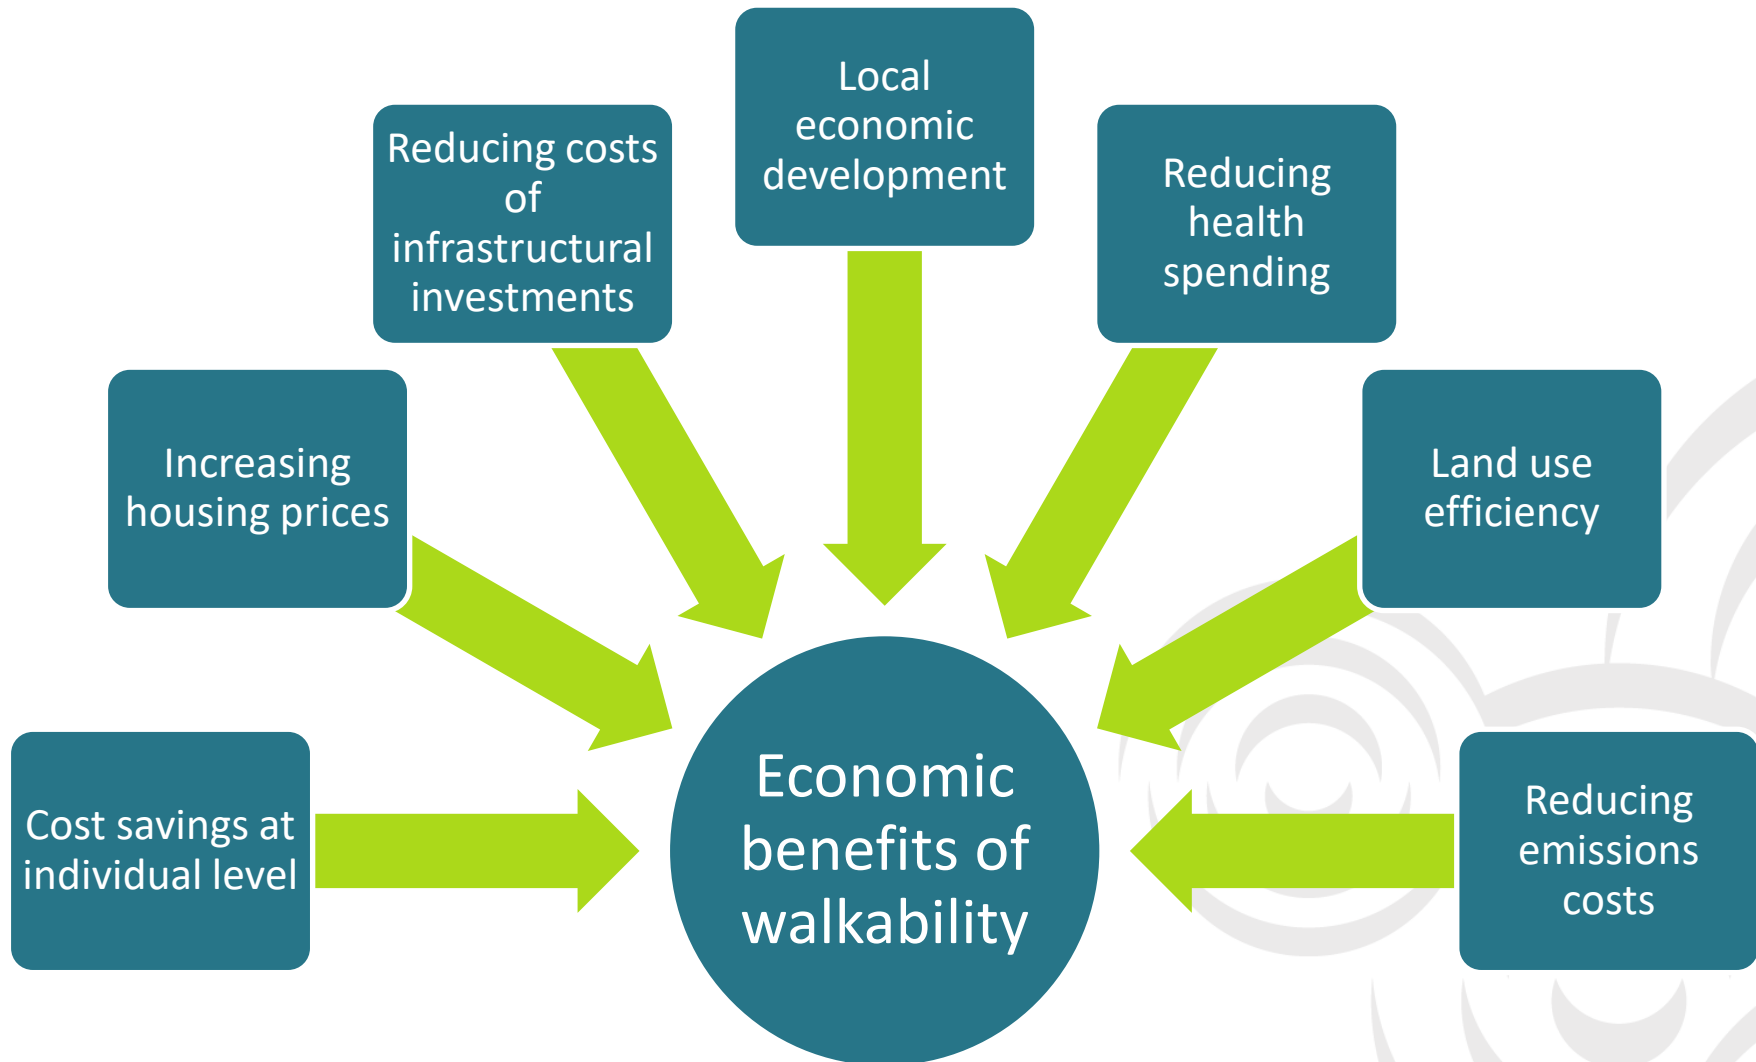 Local
economic
development
Reducing costs
of
infrastructural
investments
Reducing
health
spending
Increasing
housing prices
Land use
efficiency
Cost savings at
individual level
Economic
benefits of
walkability
Reducing
emissions
costs